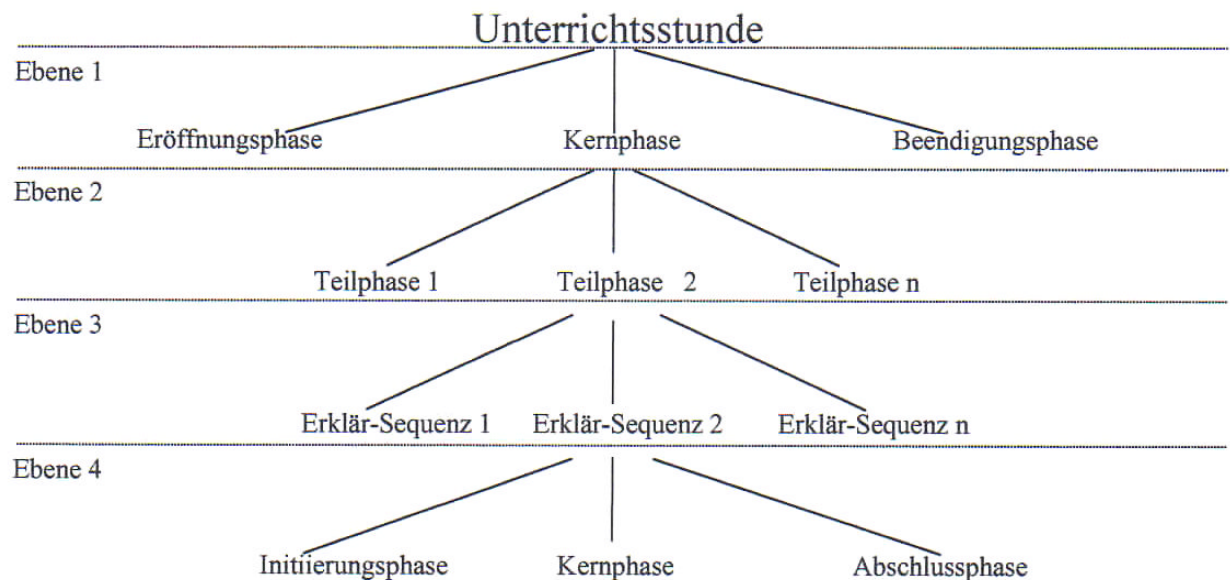 Unterrichtsstunde
Ebene 1
Eröffnungsphase Kernphase Beendigungsphase
Ebene 2
Teilphase 1 Teilphase 2 Teilphase n
Ebene 3
Erklär-Sequenz 1 Erklär-Sequenz 2 Erklär-Sequenz n
Ebene 4
Initiierungsphase Kernphase Abschlussphase